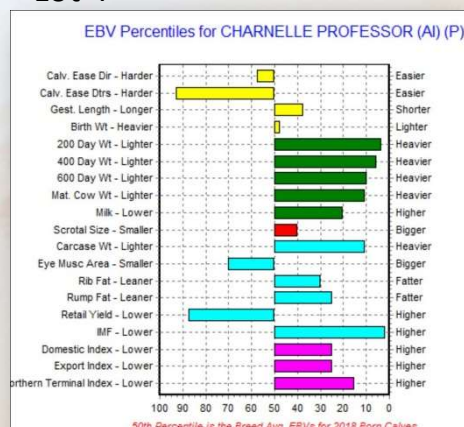 EBV Percentiles for CHARNELLE PROFESSOR (AI) (P)
Calv. Ease Dir - Harder Easier
Calv. Ease Dtrs - Harder Easier
Gest. Length - Longer Shorter
Birth Wt - Heavier Lighter
200 Day Wt - Lighter Heavier
400 Day Wt - Lighter Heavier
600 Day Wt - Lighter Heavier
Mat. Cow Wt - Lighter Heavier
Milk - Lower Higher
Scrotal Size - Smaller Bigger
Carcase Wt - Lighter Heavier
Eye Musc Area - Smaller Bigger
Rib Fat - Leaner Fatter
Rump Fat - Leaner Fatter
Retail Yield - Lower Higher
IMF - Lower Higher
Domestic Index - Lower Higher
Export Index - Lower Higher
orthern Terminal Index - Lower Higher
100 90 80 70 60 50 40 30 20 10 0
50th Percentile is the Breed Avg. EBVs for 2018 Born Calves